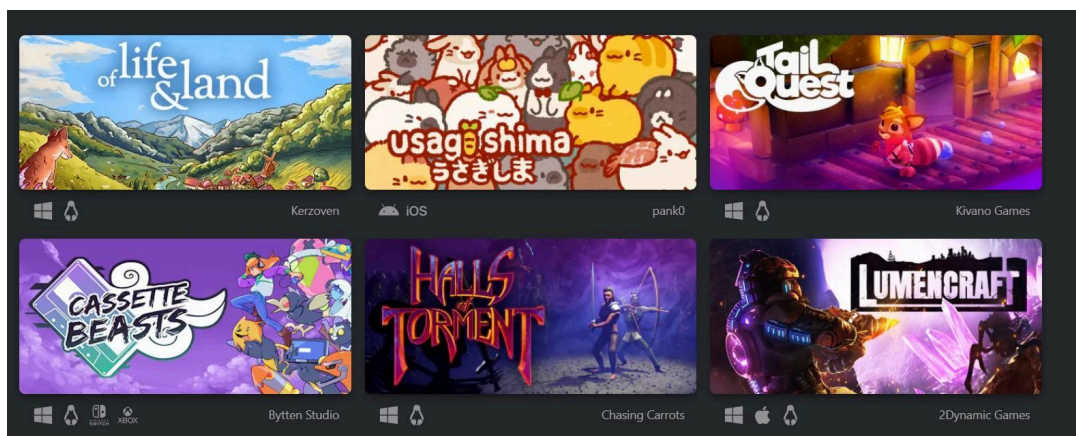 of life
& land
usagi shima
うさぎしま
Tail
Quest
Kerzoven
iOS
pank0
Kivano Games
CASSETTE
BEASTS
HALLS
OF
TORMENT
LUMENCRAFT
SWITCH
XBOX
Bytten Studio
Chasing Carrots
2Dynamic Games